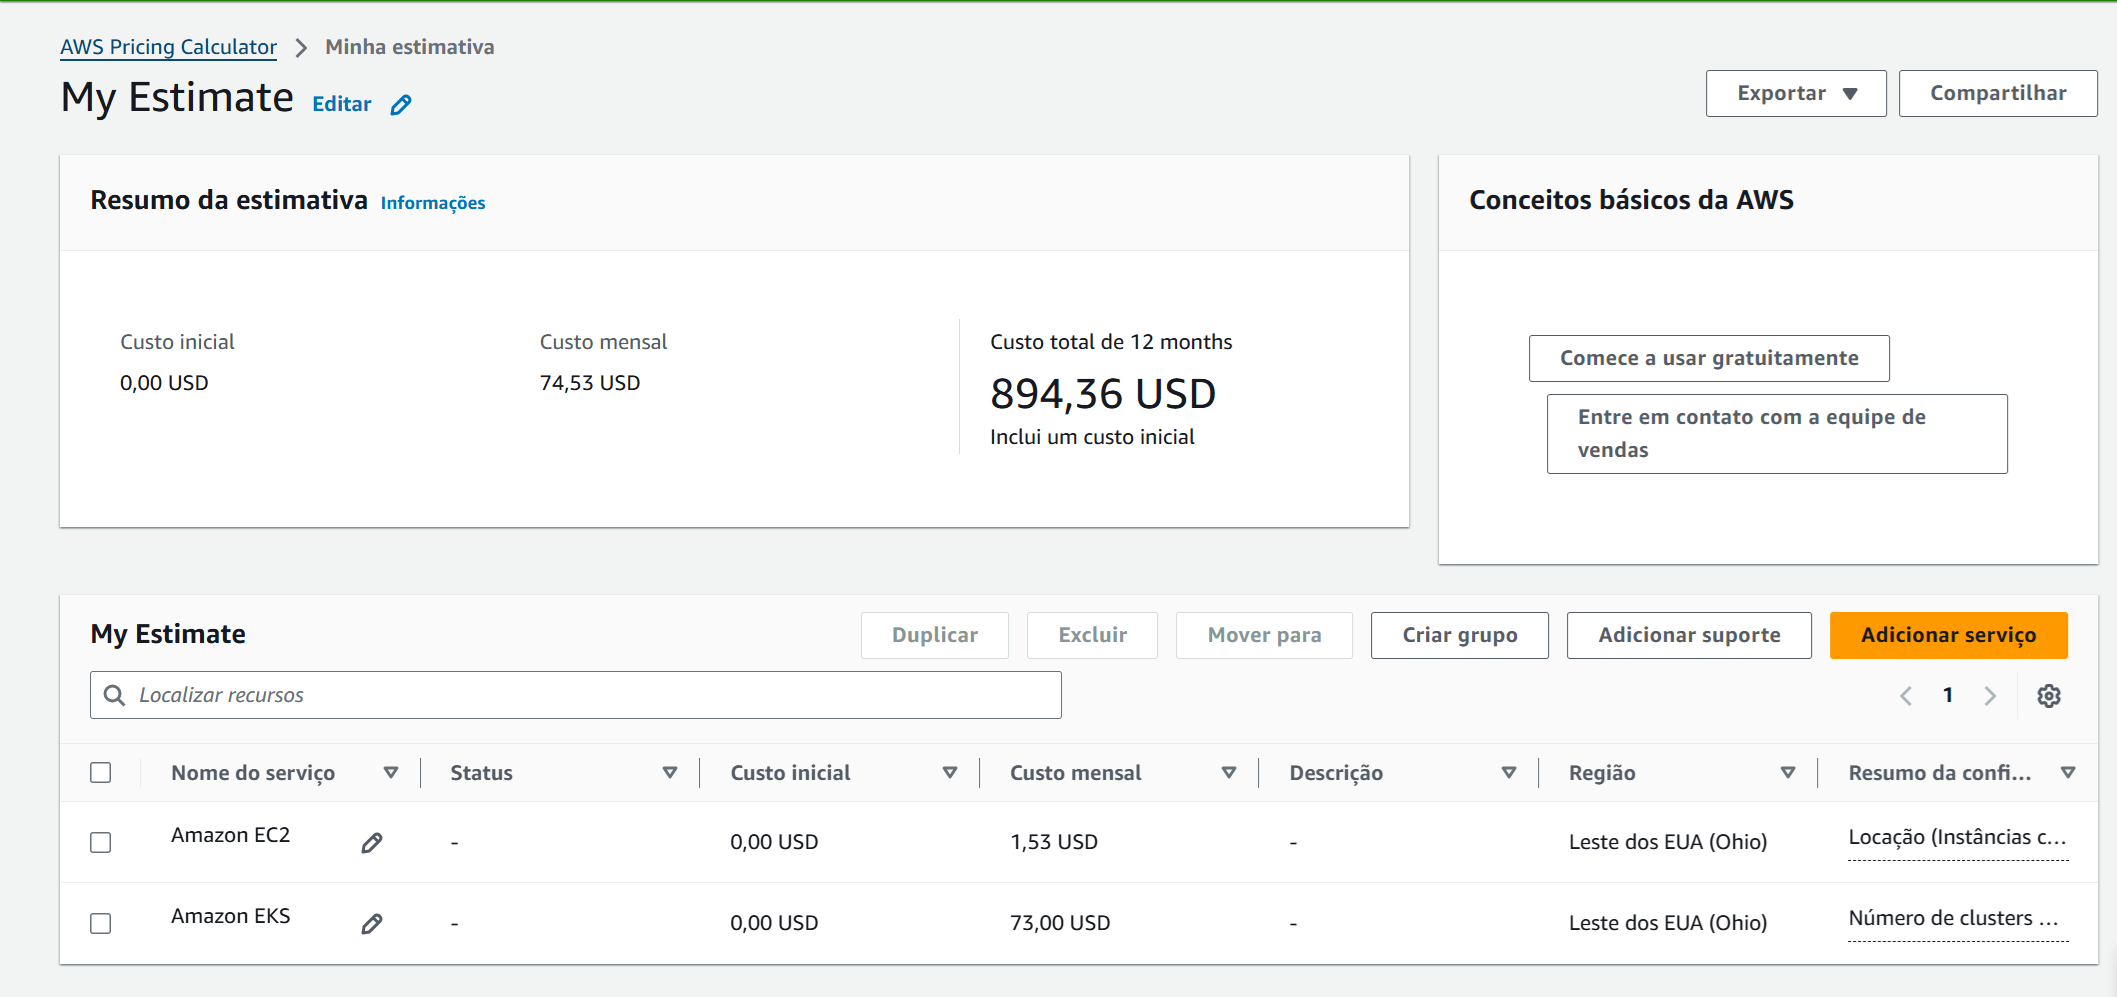 AWS Pricing Calculator > Minha estimativa
My Estimate Editar
Exportar Compartilhar
Resumo da estimativa Informações
Custo inicial
0,00 USD
Custo mensal
74,53 USD
Custo total de 12 months
894,36 USD
Inclui um custo inicial
Conceitos básicos da AWS
Comece a usar gratuitamente
Entre em contato com a equipe de
vendas
My Estimate
Duplicar Excluir Mover para Criar grupo Adicionar suporte Adicionar serviço
Localizar recursos
1
Nome do serviço Status Custo inicial Custo mensal Descrição Região Resumo da confi...
Amazon EC2 - 0,00 USD 1,53 USD - Leste dos EUA (Ohio) Locação (Instâncias c...
Amazon EKS - 0,00 USD 73,00 USD - Leste dos EUA (Ohio) Número de clusters ...